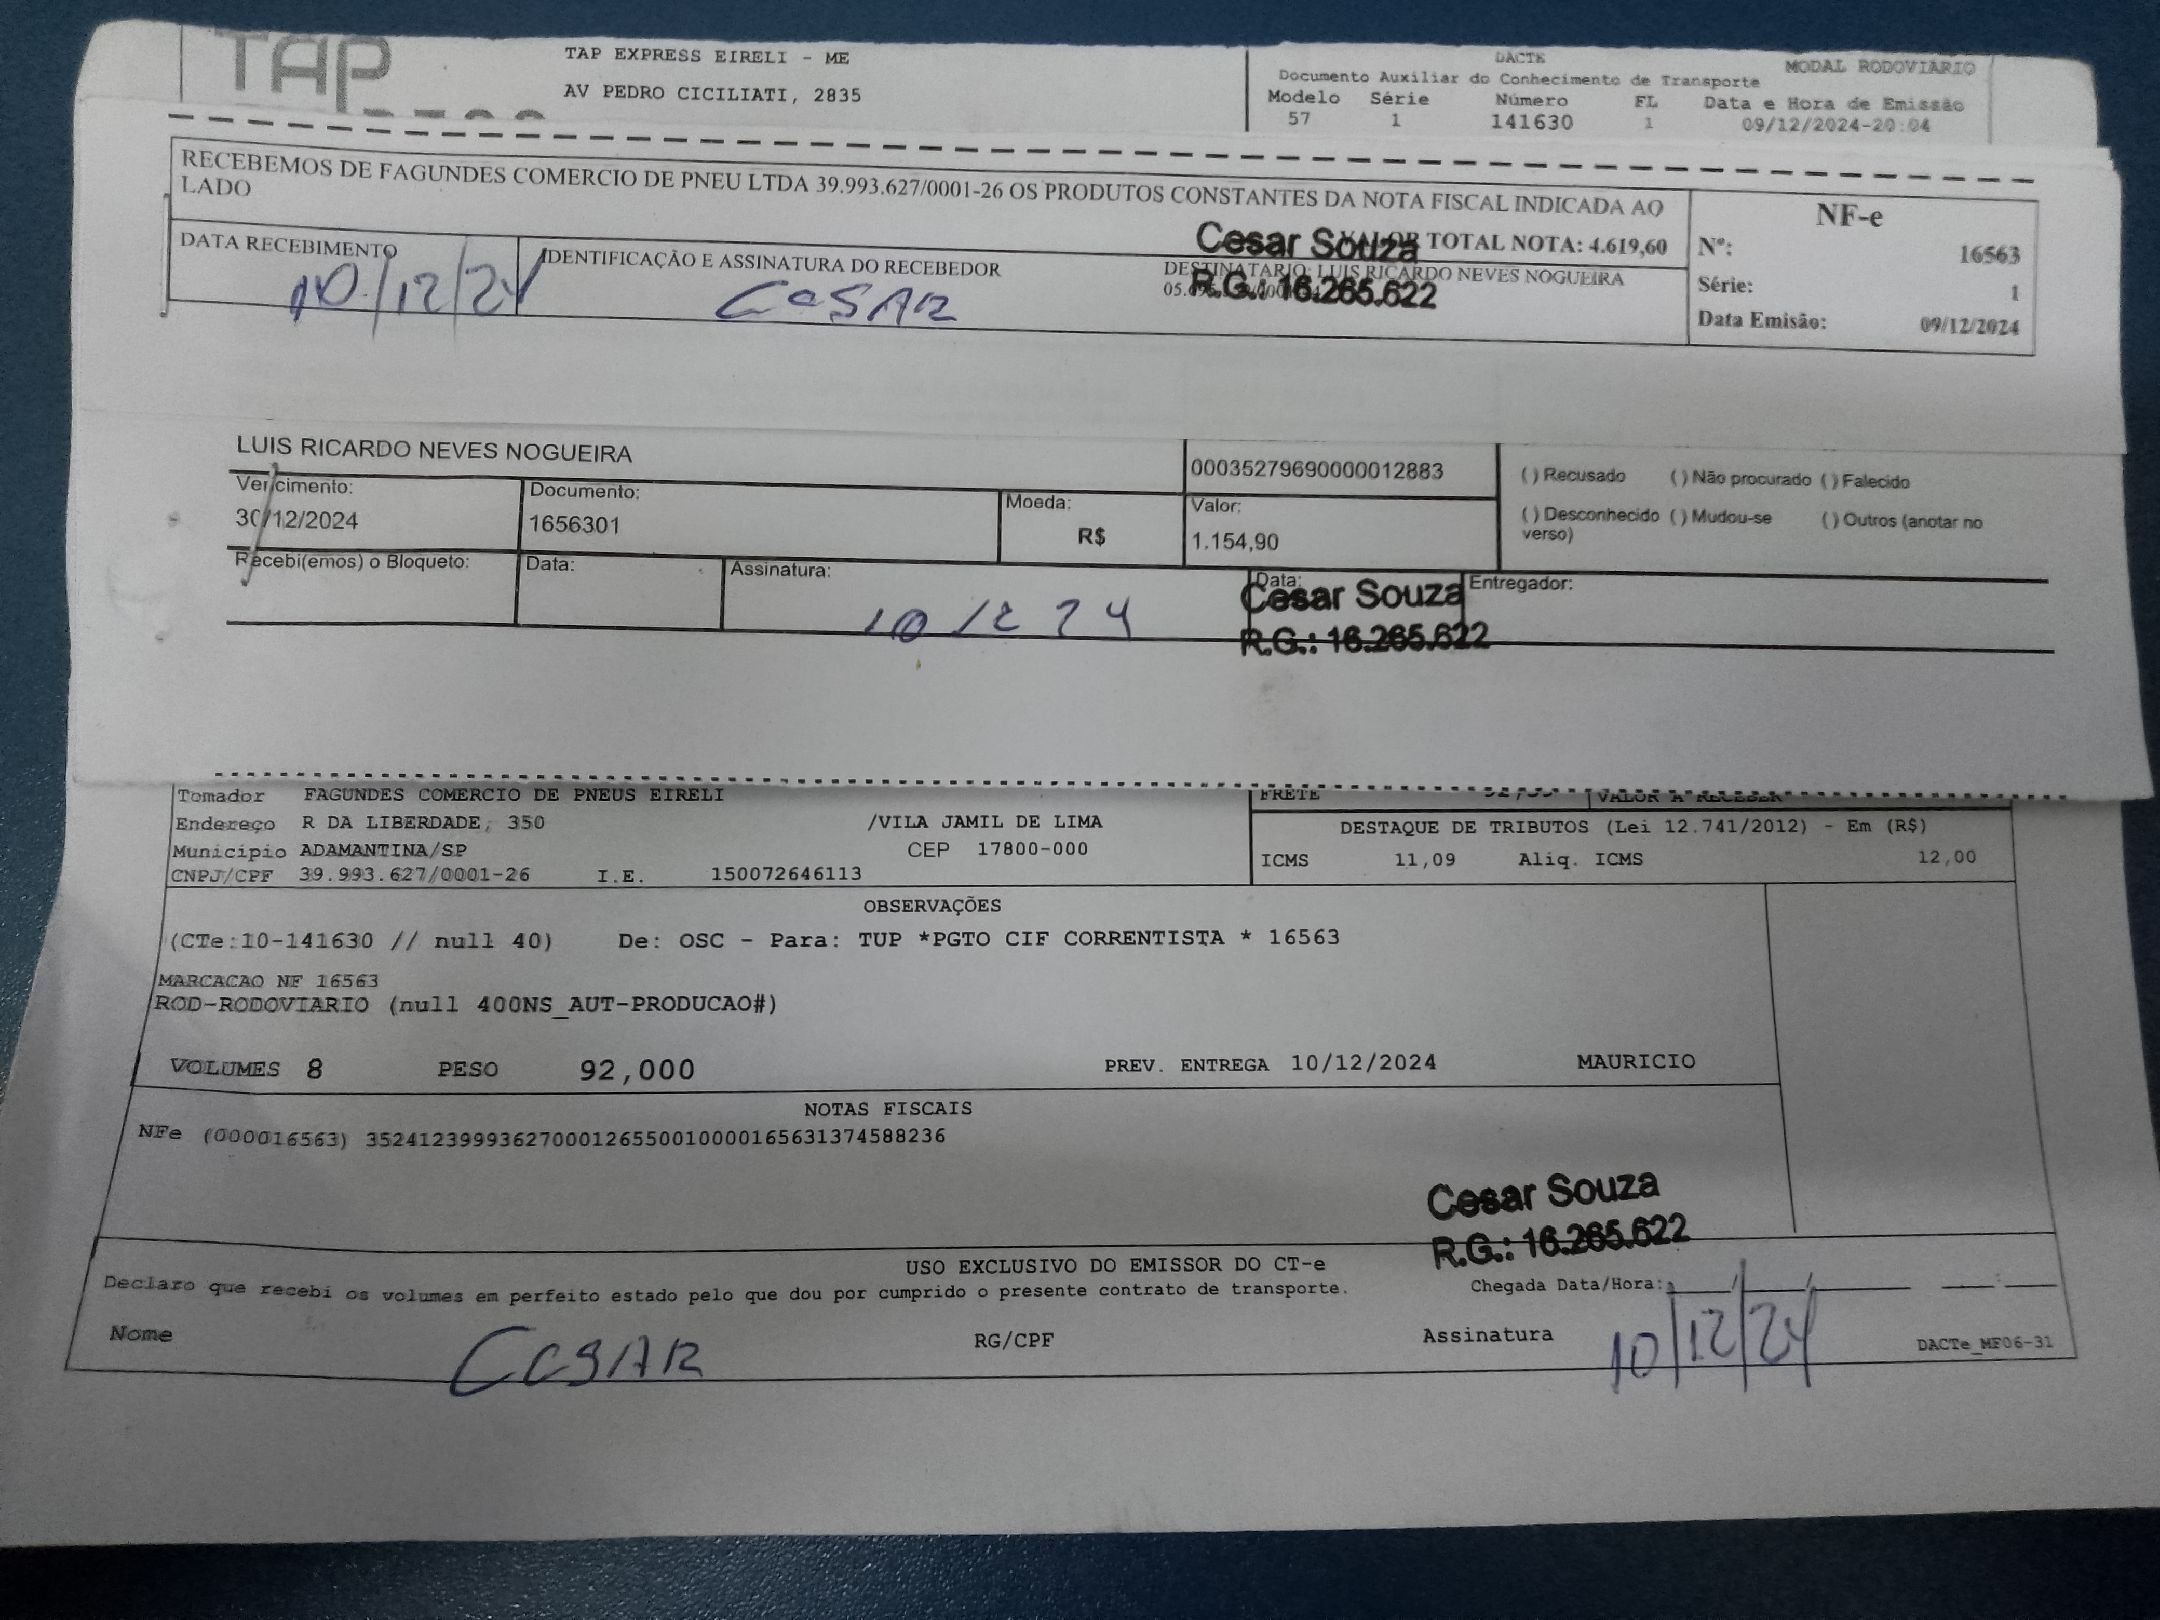 TAP
TAP EXPRESS EIRELI - ME
AV PEDRO CICILIATI, 2835
DACTE
Documento Auxiliar do Conhecimento de Transporte
MODAL RODOVIARIO
Modelo Série Número FL Data e Hora de Emissão
57 1 141630 1 09/12/2024-20:04
RECEBEMOS DE FAGUNDES COMERCIO DE PNEU LTDA 39.993.627/0001-26 OS PRODUTOS CONSTANTES DA NOTA FISCAL INDICADA AO
LADO
VALOR TOTAL NOTA: 4.619,60
NF-e
Nº: 16563
Série: 1
Data Emisão: 09/12/2024
DATA RECEBIMENTO
10/12/24
IDENTIFICAÇÃO E ASSINATURA DO RECEBEDOR
CeSAR
DESTINATARIO: LUIS RICARDO NEVES NOGUEIRA
Cesar Souza
R.G.: 16.265.622
LUIS RICARDO NEVES NOGUEIRA
00035279690000012883
( ) Recusado ( ) Não procurado ( ) Falecido
( ) Desconhecido ( ) Mudou-se ( ) Outros (anotar no
verso)
Vencimento: Documento: Moeda: Valor:
30/12/2024 1656301 R$ 1.154,90
Recebi(emos) o Bloqueto: Data: Assinatura: Data: Entregador:
10 12 24
Cesar Souza
R.G.: 16.265.622
Tomador FAGUNDES COMERCIO DE PNEUS EIRELI
Endereço R DA LIBERDADE, 350 /VILA JAMIL DE LIMA
Município ADAMANTINA/SP CEP 17800-000
CNPJ/CPF 39.993.627/0001-26 I.E. 150072646113
FRETE VALOR A RECEBER
DESTAQUE DE TRIBUTOS (Lei 12.741/2012) - Em (R$)
ICMS 11,09 Aliq. ICMS 12,00
OBSERVAÇÕES
(CTe:10-141630 // null 40) De: OSC - Para: TUP *PGTO CIF CORRENTISTA * 16563
MARCACAO NF 16563
ROD-RODOVIARIO (null 400NS_AUT-PRODUCAO#)
VOLUMES 8 PESO 92,000 PREV. ENTREGA 10/12/2024 MAURICIO
NOTAS FISCAIS
NFe (000016563) 35241239993627000126550010000165631374588236
Cesar Souza
R.G.: 16.265.622
USO EXCLUSIVO DO EMISSOR DO CT-e
Declaro que recebi os volumes em perfeito estado pelo que dou por cumprido o presente contrato de transporte.
Chegada Data/Hora: / / :
Nome CeSAR RG/CPF Assinatura 10/12/24
DACTe_MF06-31